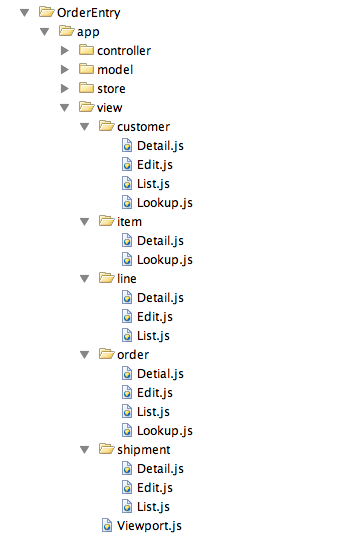 OrderEntry
app
controller
model
store
view
customer
Detail.js
Edit.js
List.js
Lookup.js
item
Detail.js
Lookup.js
line
Detail.js
Edit.js
List.js
order
Detial.js
Edit.js
List.js
Lookup.js
shipment
Detail.js
Edit.js
List.js
Viewport.js